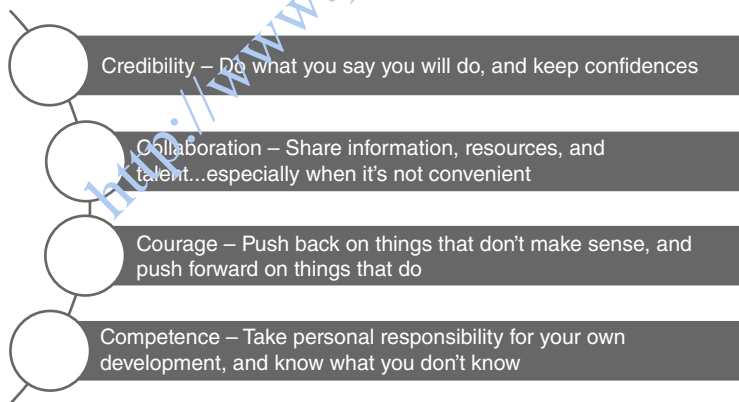 Credibility – Do what you say you will do, and keep confidences
Collaboration – Share information, resources, and
talent...especially when it's not convenient
Courage – Push back on things that don't make sense, and
push forward on things that do
Competence – Take personal responsibility for your own
development, and know what you don't know
http://www.